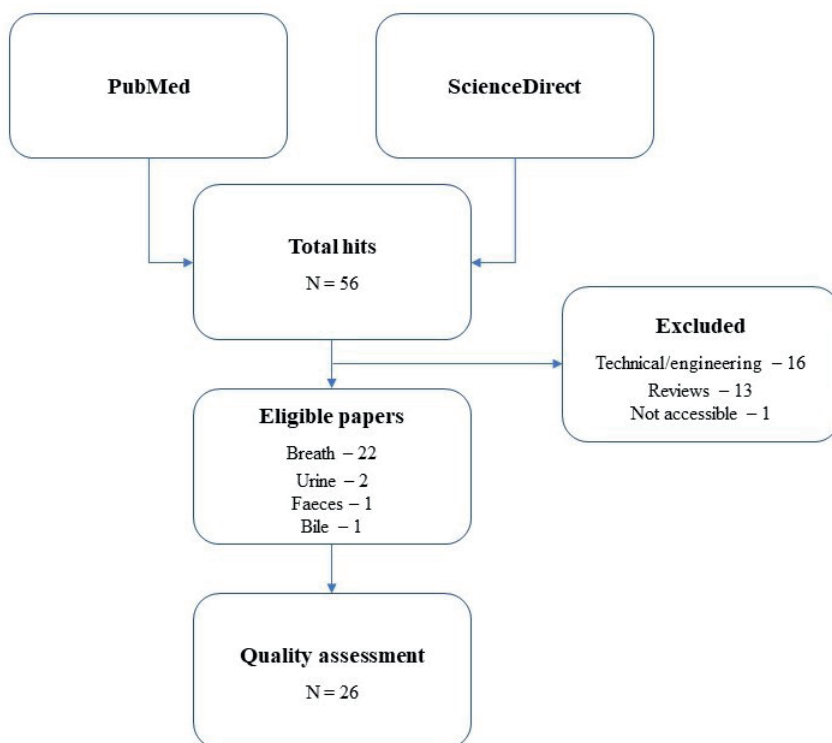 PubMed
ScienceDirect
Total hits
N = 56
Excluded
Technical/engineering – 16
Reviews – 13
Not accessible – 1
Eligible papers
Breath – 22
Urine – 2
Faeces – 1
Bile – 1
Quality assessment
N = 26